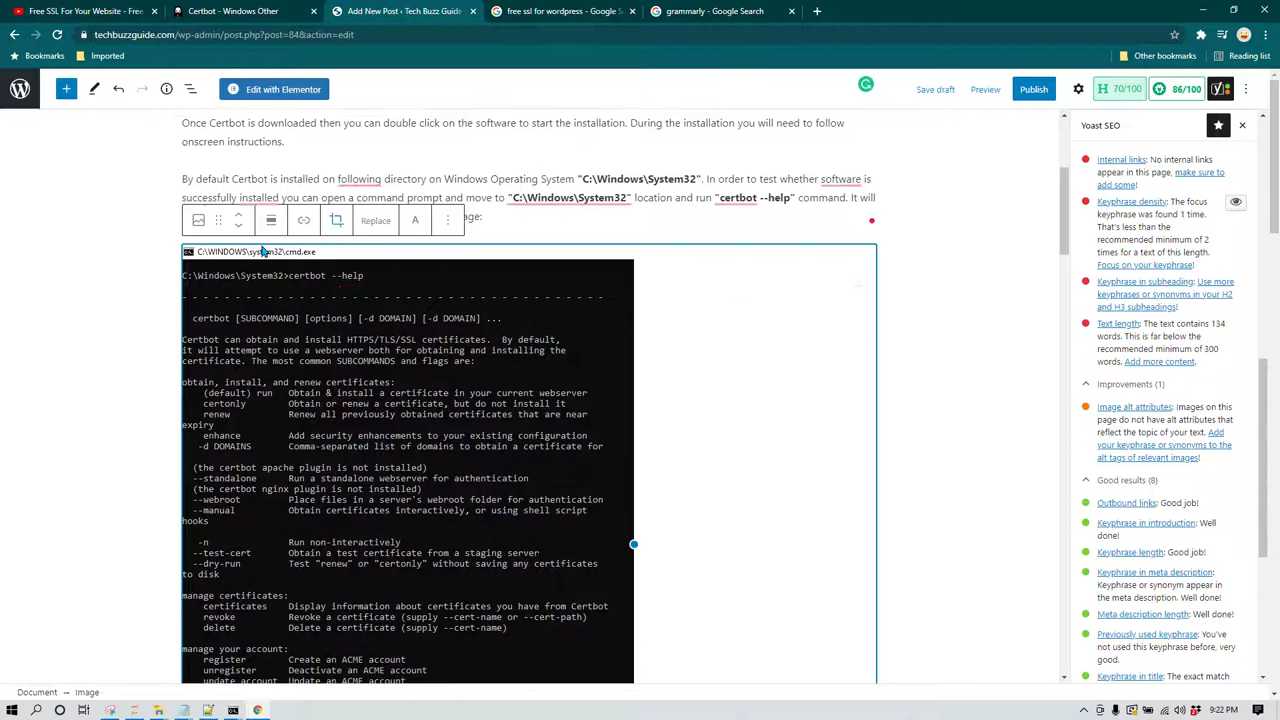 Free SSL For Your Website - Free
Certbot - Windows Other
Add New Post ‹ Tech Buzz Guide
free ssl for wordpress - Google S
grammarly - Google Search
techbuzzguide.com/wp-admin/post.php?post=84&action=edit
Bookmarks
Imported
Other bookmarks
Reading list
Edit with Elementor
Save draft
Preview
Publish
70/100
86/100
Once Certbot is downloaded then you can double click on the software to start the installation. During the installation you will need to follow
onscreen instructions.
By default Certbot is installed on following directory on Windows Operating System "C:\Windows\System32". In order to test whether software is
successfully installed you can open a command prompt and move to "C:\Windows\System32" location and run "certbot --help" command. It will
age:
Replace
A
C:\WINDOWS\system32\cmd.exe
C:\Windows\System32>certbot --help
- - - - - - - - - - - - - - - - - - - - - - - - - - - - - - - - - - - - - - - -
certbot [SUBCOMMAND] [options] [-d DOMAIN] [-d DOMAIN] ...
Certbot can obtain and install HTTPS/TLS/SSL certificates.  By default,
it will attempt to use a webserver both for obtaining and installing the
certificate. The most common SUBCOMMANDS and flags are:
obtain, install, and renew certificates:
(default) run   Obtain & install a certificate in your current webserver
certonly        Obtain or renew a certificate, but do not install it
renew           Renew all previously obtained certificates that are near
expiry
enhance         Add security enhancements to your existing configuration
-d DOMAINS       Comma-separated list of domains to obtain a certificate for
(the certbot apache plugin is not installed)
--standalone      Run a standalone webserver for authentication
(the certbot nginx plugin is not installed)
--webroot         Place files in a server's webroot folder for authentication
--manual          Obtain certificates interactively, or using shell script
hooks
-n               Run non-interactively
--test-cert       Obtain a test certificate from a staging server
--dry-run         Test "renew" or "certonly" without saving any certificates
to disk
manage certificates:
certificates    Display information about certificates you have from Certbot
revoke          Revoke a certificate (supply --cert-name or --cert-path)
delete          Delete a certificate (supply --cert-name)
manage your account:
register        Create an ACME account
unregister      Deactivate an ACME account
update_account  Update an ACME account
Yoast SEO
Internal links: No internal links
appear in this page, make sure to
add some!
Keyphrase density: The focus
keyphrase was found 1 time.
That's less than the
recommended minimum of 2
times for a text of this length.
Focus on your keyphrase!
Keyphrase in subheading: Use more
keyphrases or synonyms in your H2
and H3 subheadings!
Text length: The text contains 134
words. This is far below the
recommended minimum of 300
words. Add more content.
Improvements (1)
Image alt attributes: Images on this
page do not have alt attributes that
reflect the topic of your text. Add
your keyphrase or synonyms to the
alt tags of relevant images!
Good results (8)
Outbound links: Good job!
Keyphrase in introduction: Well
done!
Keyphrase length: Good job!
Keyphrase in meta description:
Keyphrase or synonym appear in
the meta description. Well done!
Meta description length: Well done!
Previously used keyphrase: You've
not used this keyphrase before, very
good.
Keyphrase in title: The exact match
Document → Image
9:22 PM